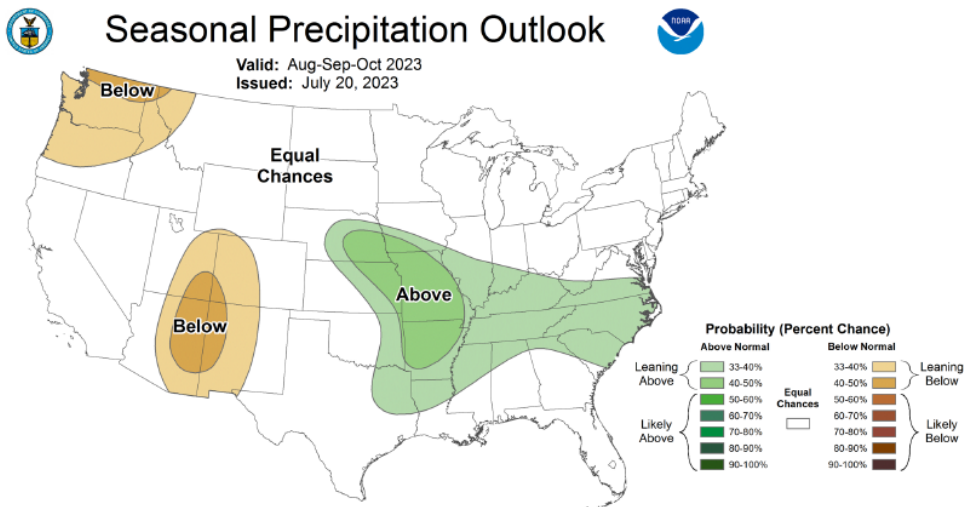 Seasonal Precipitation Outlook
NOAA
Valid: Aug-Sep-Oct 2023
Issued: July 20, 2023
Below
Equal
Chances
Above
Below
Probability (Percent Chance)
Above Normal
Below Normal
Leaning
Above
33-40%
40-50%
50-60%
60-70%
70-80%
80-90%
90-100%
Likely
Above
Equal
Chances
33-40%
40-50%
50-60%
60-70%
70-80%
80-90%
90-100%
Leaning
Below
Likely
Below